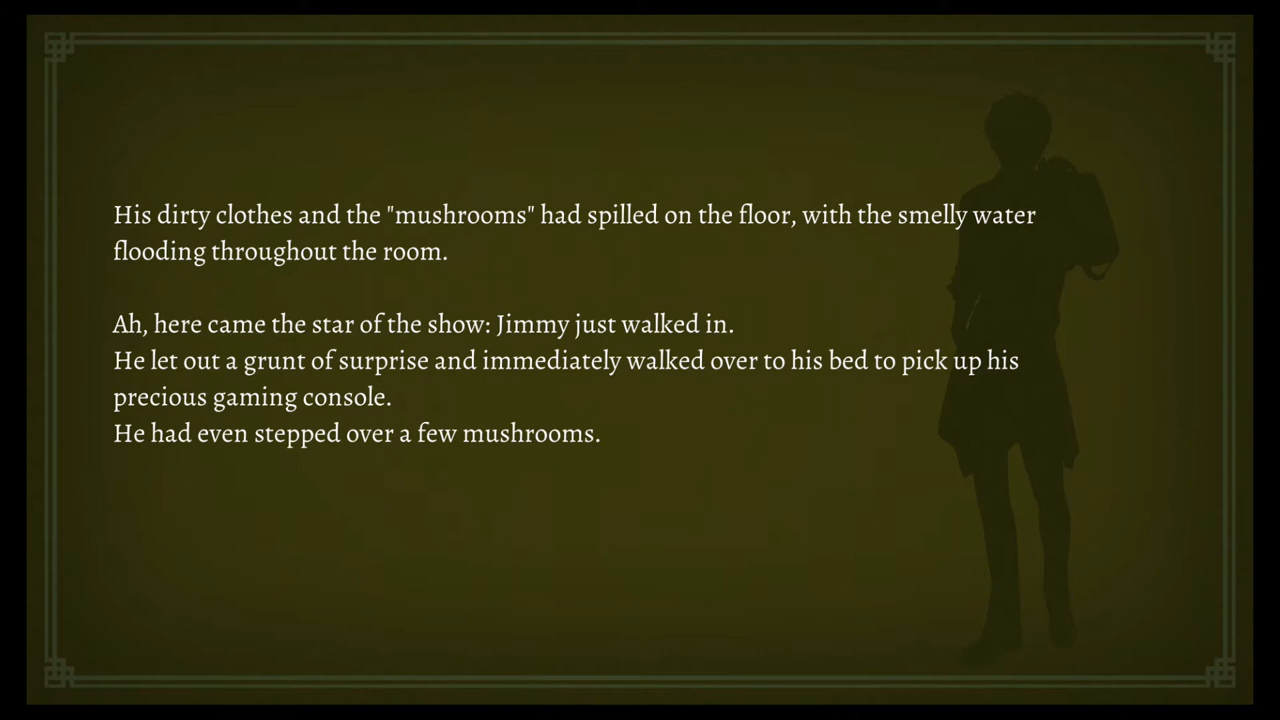 His dirty clothes and the "mushrooms" had spilled on the floor, with the smelly water
flooding throughout the room.
Ah, here came the star of the show: Jimmy just walked in.
He let out a grunt of surprise and immediately walked over to his bed to pick up his
precious gaming console.
He had even stepped over a few mushrooms.